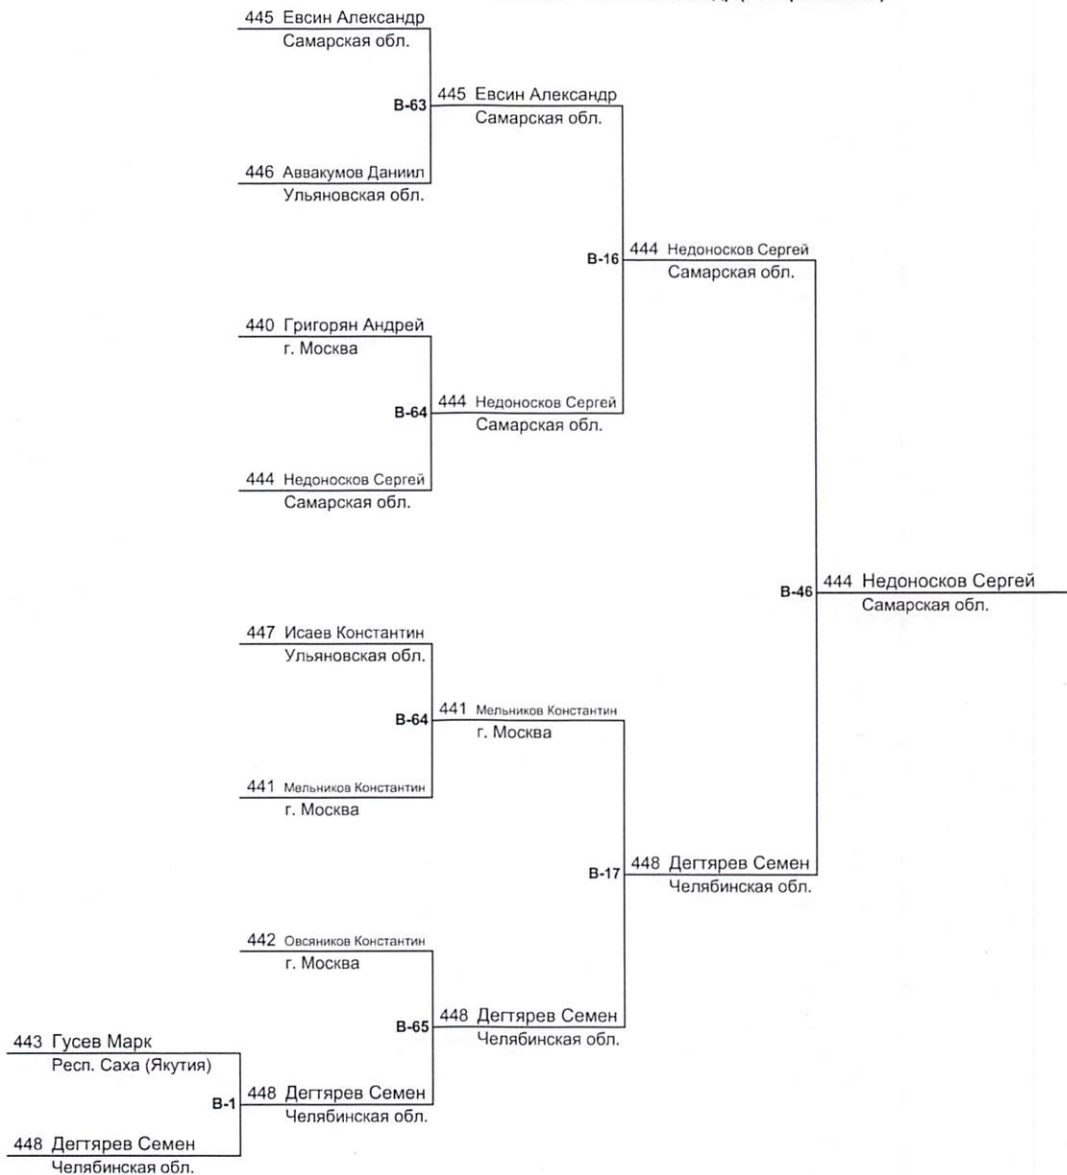 445 Евсин Александр
Самарская обл.
В-63
445 Евсин Александр
Самарская обл.
446 Аввакумов Даниил
Ульяновская обл.
В-16
444 Недоносков Сергей
Самарская обл.
440 Григорян Андрей
г. Москва
В-64
444 Недоносков Сергей
Самарская обл.
444 Недоносков Сергей
Самарская обл.
В-46
444 Недоносков Сергей
Самарская обл.
447 Исаев Константин
Ульяновская обл.
В-64
441 Мельников Константин
г. Москва
441 Мельников Константин
г. Москва
В-17
448 Дегтярев Семен
Челябинская обл.
442 Овсяников Константин
г. Москва
В-65
448 Дегтярев Семен
Челябинская обл.
443 Гусев Марк
Респ. Саха (Якутия)
В-1
448 Дегтярев Семен
Челябинская обл.
448 Дегтярев Семен
Челябинская обл.